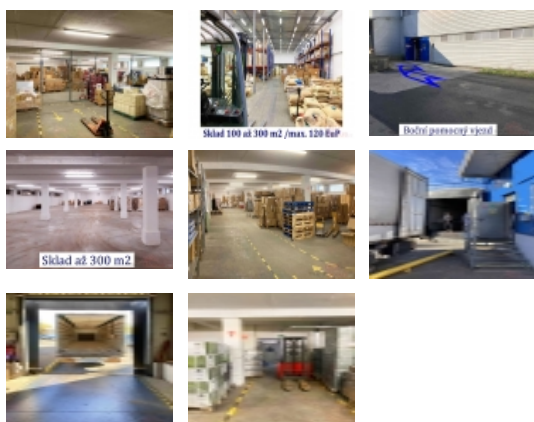 Sklad 100 až 300 m2 /max. 120 EuP
Boční pomocný vjezd
Sklad až 300 m2